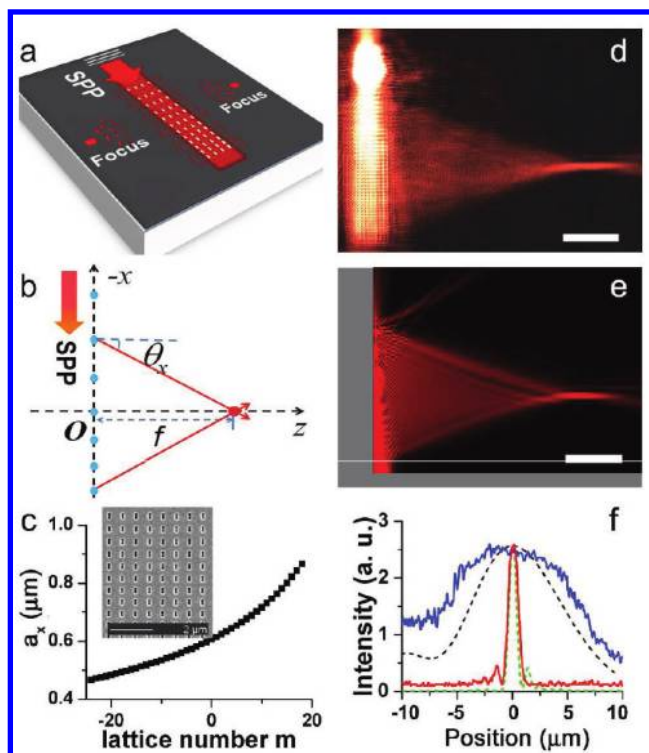 a
SPP
Focus
Focus
b
-x
SPP
θx
O
f
z
c
1.0
0.8
0.6
0.4
ax (μm)
2 μm
-20
0
lattice number m
20
d
e
f
3
2
1
0
Intensity (a. u.)
-10
-5
0
5
10
Position (μm)